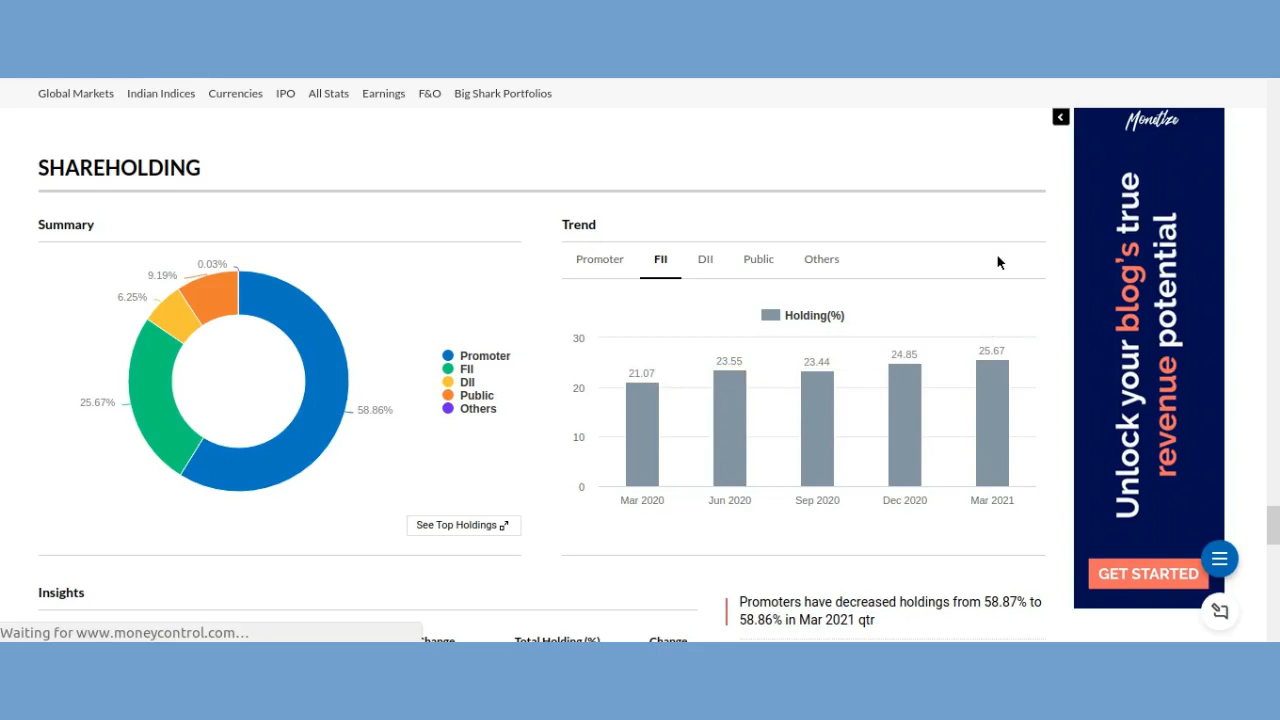 Global Markets Indian Indices Currencies IPO All Stats Earnings F&O Big Shark Portfolios
SHAREHOLDING
Summary
0.03%
9.19%
6.25%
25.67%
58.86%
Promoter
FII
DII
Public
Others
See Top Holdings
Trend
Promoter FII DII Public Others
Holding(%)
30
20
10
0
21.07
23.55
23.44
24.85
25.67
Mar 2020 Jun 2020 Sep 2020 Dec 2020 Mar 2021
Insights
Change Total Holding (%) Change
Promoters have decreased holdings from 58.87% to
58.86% in Mar 2021 qtr
Waiting for www.moneycontrol.com...
Monetize
Unlock your blog's true
revenue potential
GET STARTED